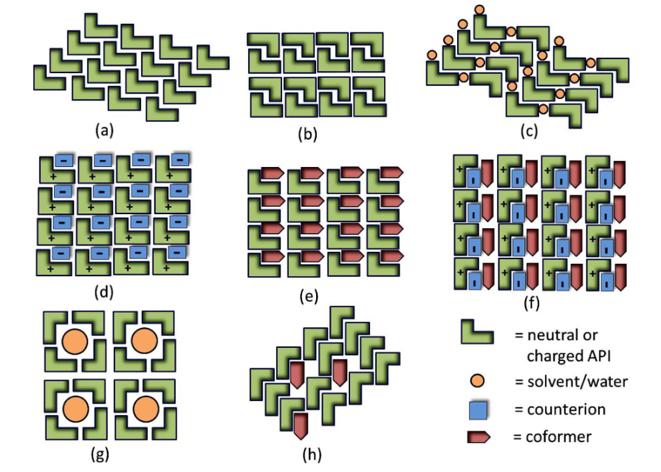 (a)
(b)
(c)
- - - -
+ + + +
- - - -
+ + + +
- - - -
+ + + +
- - - -
+ + + +
(d)
(e)
+ - + - + - + -
+ - + - + - + -
+ - + - + - + -
+ - + - + - + -
(f)
(g)
(h)
= neutral or
charged API
= solvent/water
= counterion
= coformer